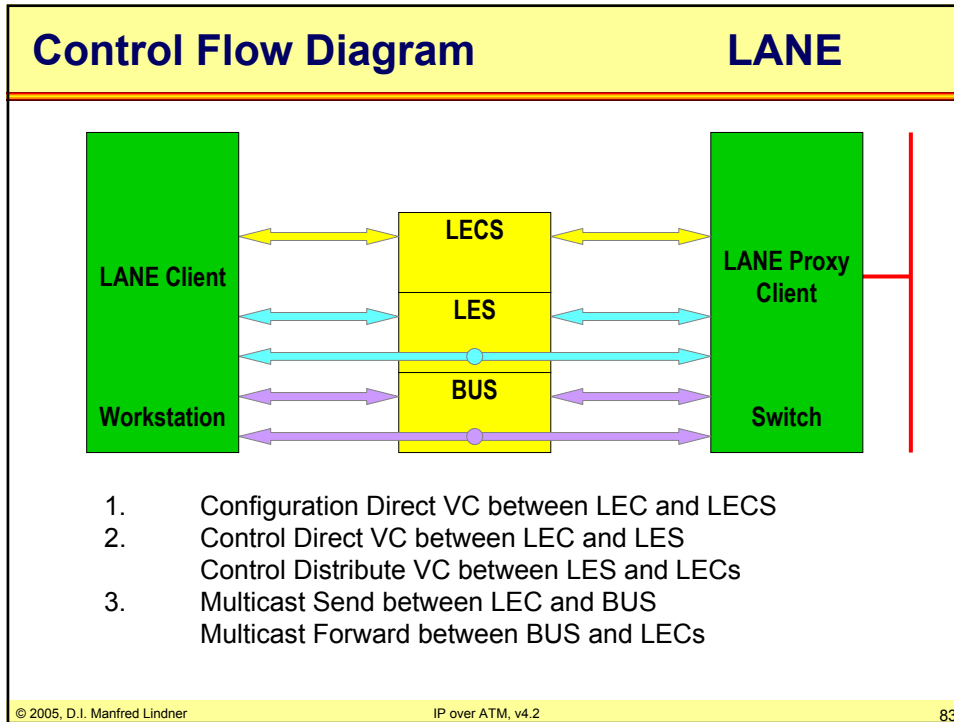 Control Flow Diagram LANE
LECS
LANE Client
LANE Proxy
Client
LES
BUS
Workstation
Switch
1. Configuration Direct VC between LEC and LECS
2. Control Direct VC between LEC and LES
Control Distribute VC between LES and LECs
3. Multicast Send between LEC and BUS
Multicast Forward between BUS and LECs
© 2005, D.I. Manfred Lindner IP over ATM, v4.2 83